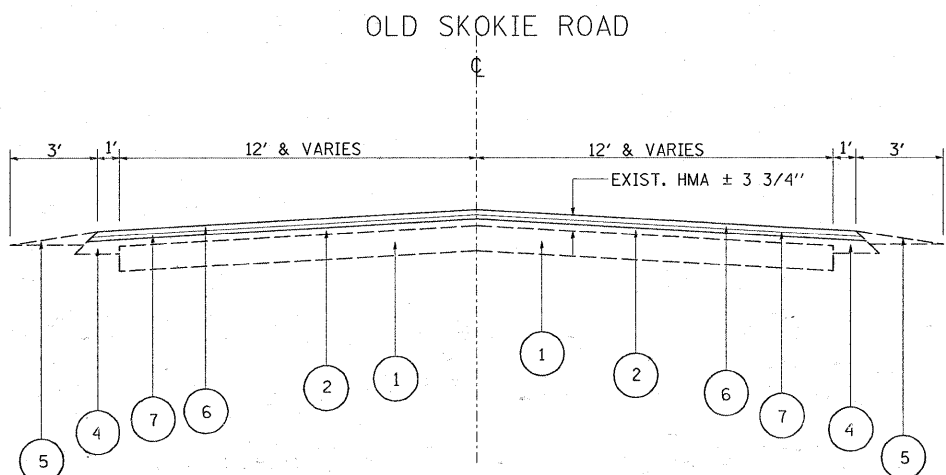 OLD SKOKIE ROAD
℄
3' 1' 12' & VARIES 12' & VARIES 1' 3'
EXIST. HMA ± 3 3/4''
1
2 1 2
7 6 6 7
4 4
5 5